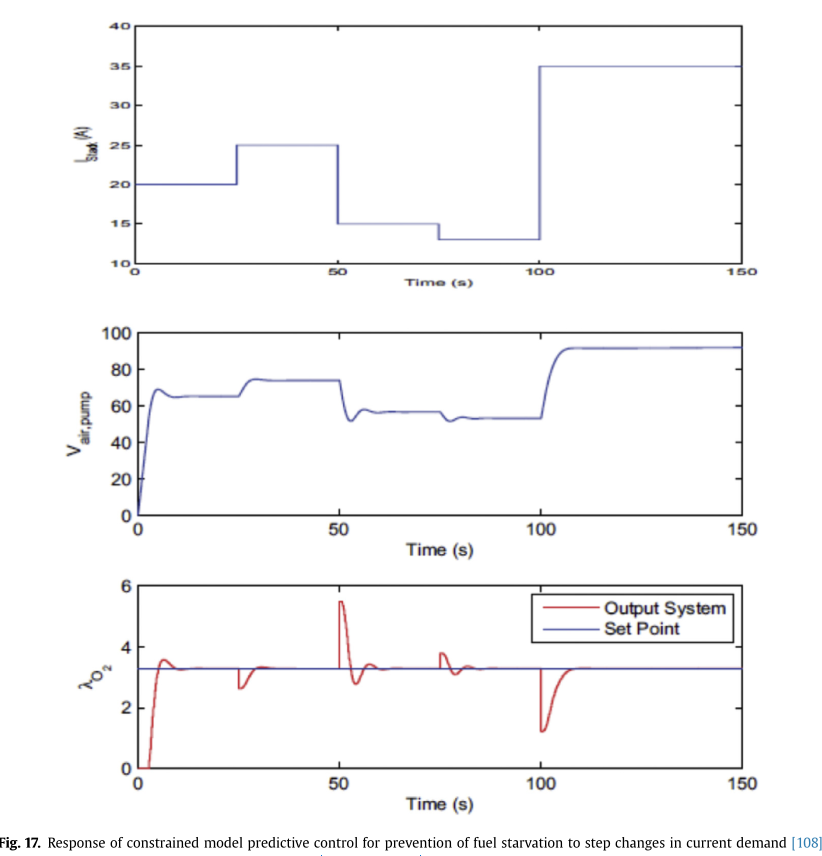 40
35
30
25
20
15
10
I_Stack (A)
0 50 100 150
Time (s)
100
80
60
40
20
0
V_air,pump
0 50 100 150
Time (s)
6
4
2
0
λ_O2
Output System
Set Point
0 50 100 150
Time (s)
Fig. 17. Response of constrained model predictive control for prevention of fuel starvation to step changes in current demand [108]